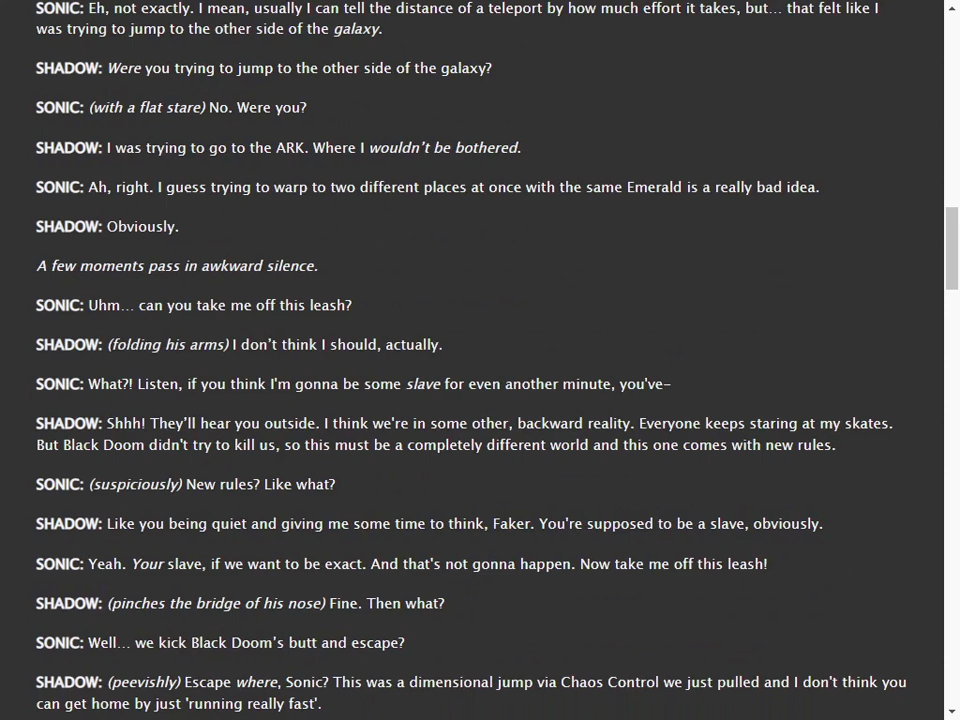 SONIC: Eh, not exactly. I mean, usually I can tell the distance of a teleport by how much effort it takes, but… that felt like I
was trying to jump to the other side of the galaxy.
SHADOW: Were you trying to jump to the other side of the galaxy?
SONIC: (with a flat stare) No. Were you?
SHADOW: I was trying to go to the ARK. Where I wouldn’t be bothered.
SONIC: Ah, right. I guess trying to warp to two different places at once with the same Emerald is a really bad idea.
SHADOW: Obviously.
A few moments pass in awkward silence.
SONIC: Uhm… can you take me off this leash?
SHADOW: (folding his arms) I don’t think I should, actually.
SONIC: What?! Listen, if you think I'm gonna be some slave for even another minute, you've–
SHADOW: Shhh! They’ll hear you outside. I think we're in some other, backward reality. Everyone keeps staring at my skates.
But Black Doom didn't try to kill us, so this must be a completely different world and this one comes with new rules.
SONIC: (suspiciously) New rules? Like what?
SHADOW: Like you being quiet and giving me some time to think, Faker. You're supposed to be a slave, obviously.
SONIC: Yeah. Your slave, if we want to be exact. And that's not gonna happen. Now take me off this leash!
SHADOW: (pinches the bridge of his nose) Fine. Then what?
SONIC: Well… we kick Black Doom’s butt and escape?
SHADOW: (peevishly) Escape where, Sonic? This was a dimensional jump via Chaos Control we just pulled and I don't think you
can get home by just 'running really fast'.